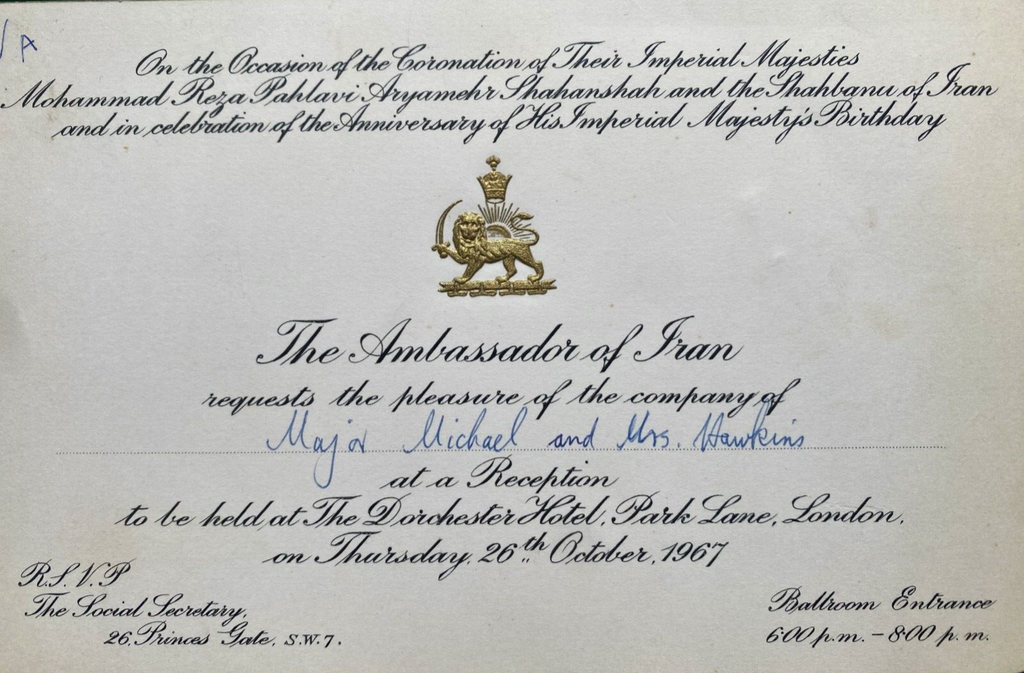 A
On the Occasion of the Coronation of Their Imperial Majesties
Mohammad Reza Pahlavi Aryamehr Shahanshah and the Shahbanu of Iran
and in celebration of the Anniversary of His Imperial Majesty's Birthday
The Ambassador of Iran
requests the pleasure of the company of
Major Michael and Mrs. Hawkins
at a Reception
to be held at The Dorchester Hotel, Park Lane, London.
on Thursday, 26th October, 1967
R.S.V.P
The Social Secretary,
26, Princes Gate, S.W.7.
Ballroom Entrance
6·00 p.m. – 8·00 p.m.